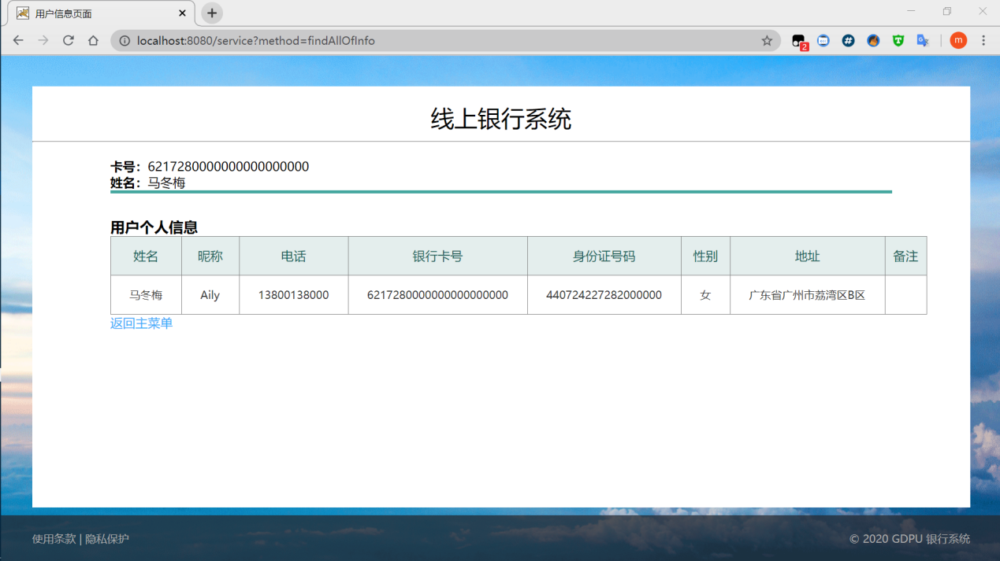 用户信息页面
localhost:8080/service?method=findAllOfInfo
2
m
线上银行系统
卡号：6217280000000000000000
姓名：马冬梅
用户个人信息
姓名 昵称 电话 银行卡号 身份证号码 性别 地址 备注
马冬梅 Aily 13800138000 6217280000000000000000 440724227282000000 女 广东省广州市荔湾区B区
返回主菜单
使用条款 | 隐私保护 © 2020 GDPU 银行系统